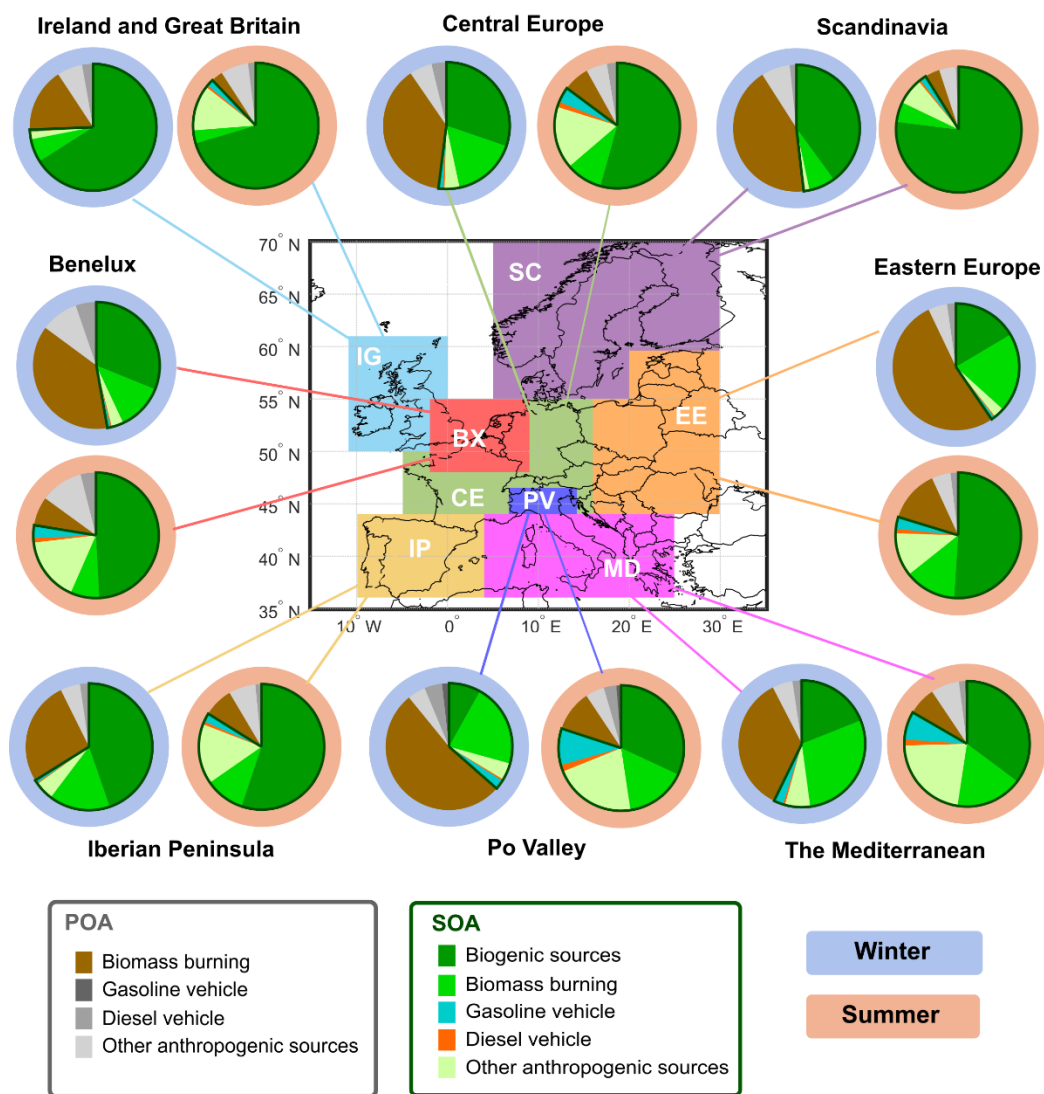 Ireland and Great Britain
Central Europe
Scandinavia
Benelux
Eastern Europe
70° N
65° N
60° N
55° N
50° N
45° N
40° N
35° N
SC
IG
EE
BX
CE
PV
IP
MD
10° W
0°
10° E
20° E
30° E
Iberian Peninsula
Po Valley
The Mediterranean
POA
Biomass burning
Gasoline vehicle
Diesel vehicle
Other anthropogenic sources
SOA
Biogenic sources
Biomass burning
Gasoline vehicle
Diesel vehicle
Other anthropogenic sources
Winter
Summer